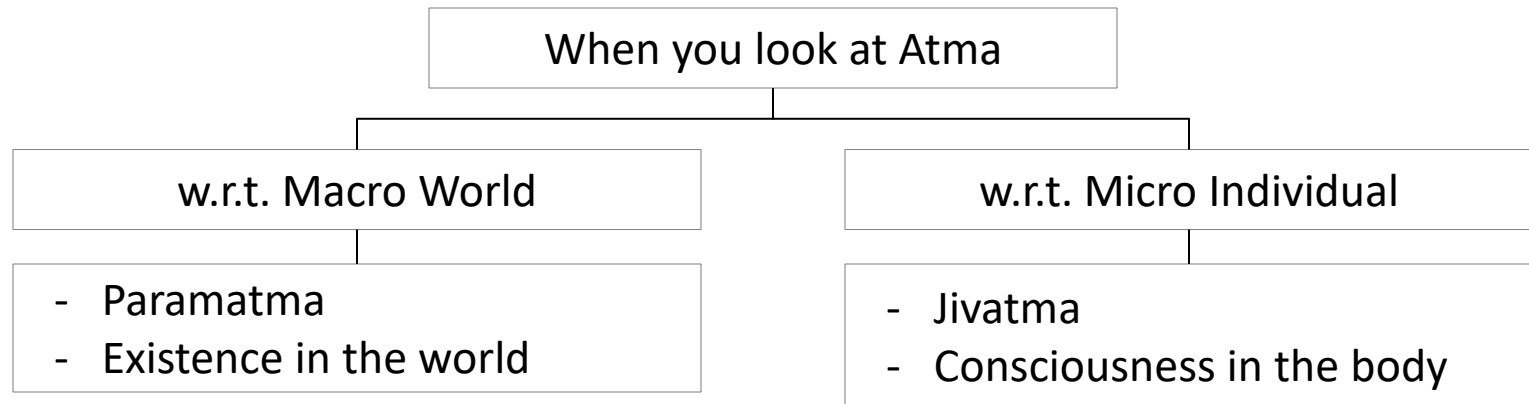 When you look at Atma
w.r.t. Macro World
w.r.t. Micro Individual
- Paramatma
- Existence in the world
- Jivatma
- Consciousness in the body